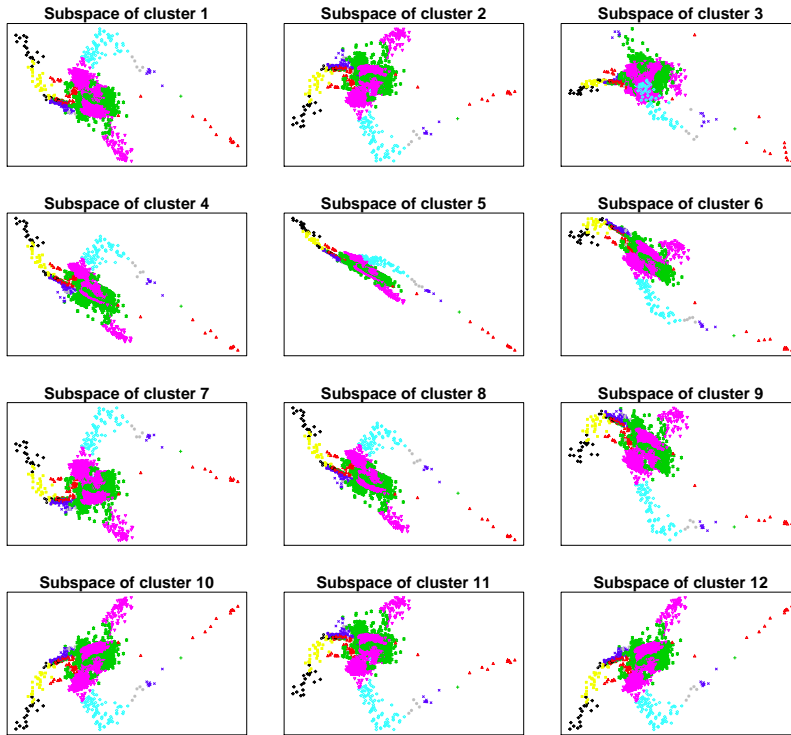 Subspace of cluster 1
Subspace of cluster 2
Subspace of cluster 3
Subspace of cluster 4
Subspace of cluster 5
Subspace of cluster 6
Subspace of cluster 7
Subspace of cluster 8
Subspace of cluster 9
Subspace of cluster 10
Subspace of cluster 11
Subspace of cluster 12